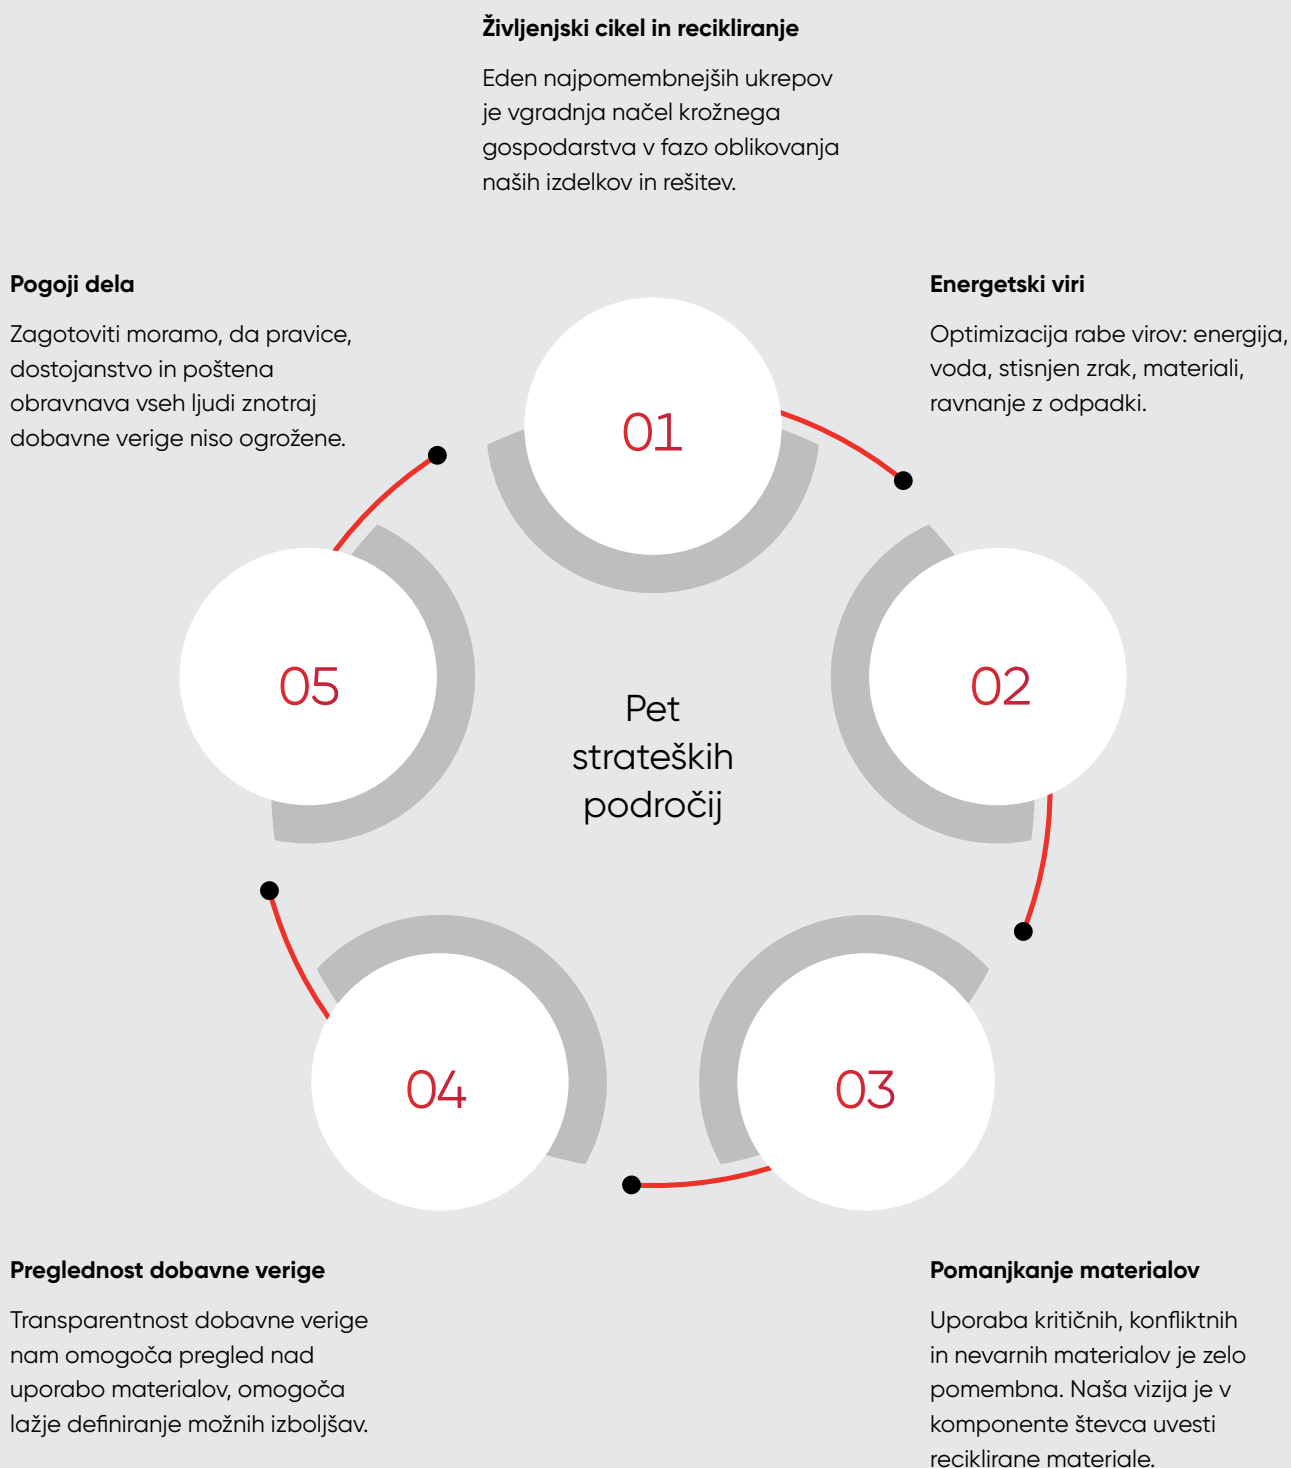 Življenjski cikel in recikliranje
Eden najpomembnejših ukrepov
je vgradnja načel krožnega
gospodarstva v fazo oblikovanja
naših izdelkov in rešitev.
Pogoji dela
Zagotoviti moramo, da pravice,
dostojanstvo in poštena
obravnava vseh ljudi znotraj
dobavne verige niso ogrožene.
Energetski viri
Optimizacija rabe virov: energija,
voda, stisnjen zrak, materiali,
ravnanje z odpadki.
01
05
02
Pet
strateških
področij
04
03
Preglednost dobavne verige
Transparentnost dobavne verige
nam omogoča pregled nad
uporabo materialov, omogoča
lažje definiranje možnih izboljšav.
Pomanjkanje materialov
Uporaba kritičnih, konfliktnih
in nevarnih materialov je zelo
pomembna. Naša vizija je v
komponente števca uvesti
reciklirane materiale.